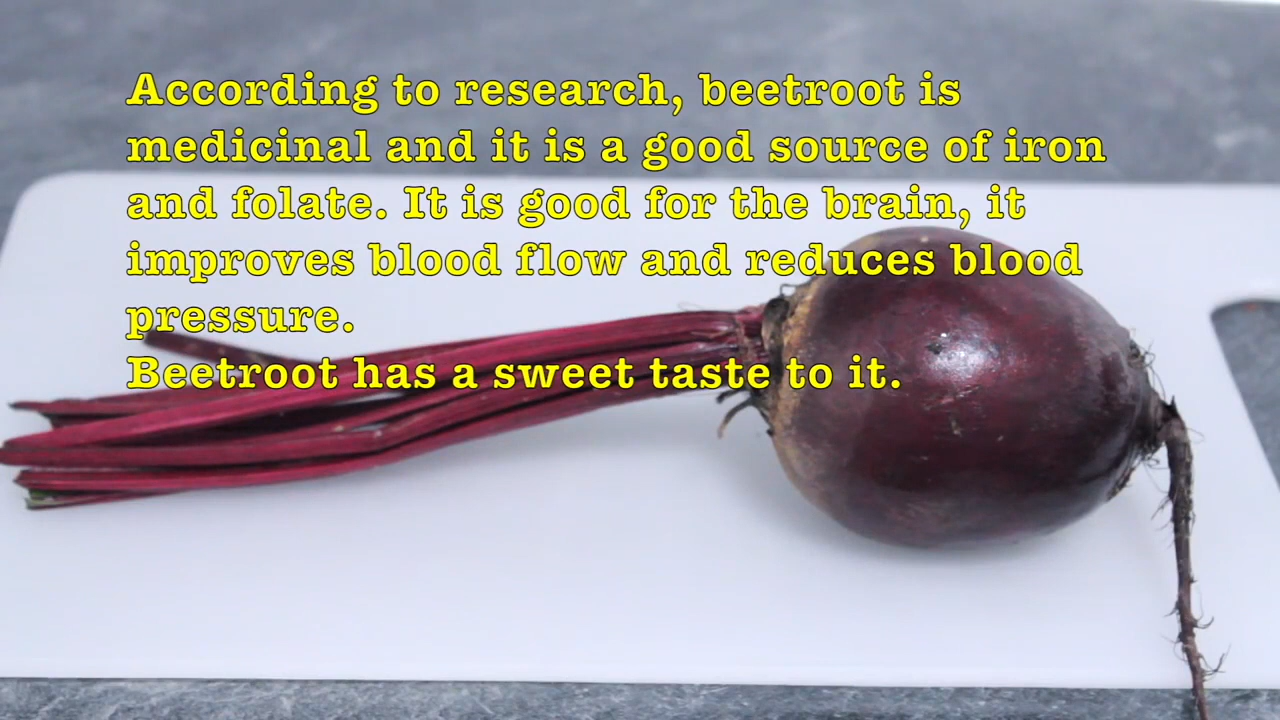 According to research, beetroot is
medicinal and it is a good source of iron
and folate. It is good for the brain, it
improves blood flow and reduces blood
pressure.
Beetroot has a sweet taste to it.